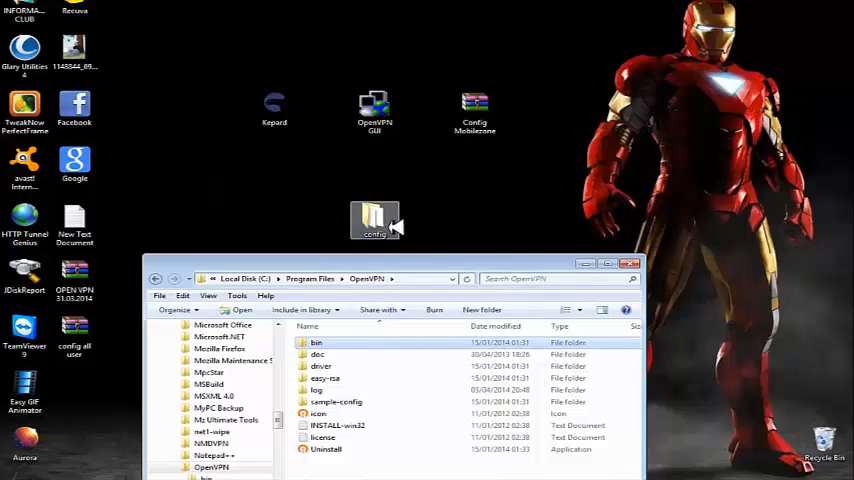 INFORMA...
CLUB
Recuva
Glary Utilities
4
1148844_69...
TweakNow
PerfectFrame
Facebook
avast!
Intern...
Google
HTTP Tunnel
Genius
New Text
Document
JDiskReport
OPEN VPN
31.03.2014
TeamViewer
9
config all
user
Easy GIF
Animator
Aurora
Kepard
OpenVPN
GUI
Config
Mobilezone
config
Recycle Bin
« Local Disk (C:) Program Files OpenVPN
Search OpenVPN
File Edit View Tools Help
Organize Open Include in library Share with Burn New folder
Microsoft Office
Microsoft.NET
Mozilla Firefox
Mozilla Maintenance S
MpcStar
MSBuild
MSXML 4.0
MyPC Backup
Mz Ultimate Tools
net1-wipe
NMDVPN
Notepad++
OpenVPN
bin
Name Date modified Type Siz
bin 15/01/2014 01:31 File folder
doc 30/04/2013 18:26 File folder
driver 15/01/2014 01:31 File folder
easy-rsa 15/01/2014 01:31 File folder
log 03/04/2014 20:48 File folder
sample-config 15/01/2014 01:31 File folder
icon 11/01/2012 02:38 Icon
INSTALL-win32 11/01/2012 02:38 Text Document
license 11/01/2012 02:38 Text Document
Uninstall 15/01/2014 01:33 Application